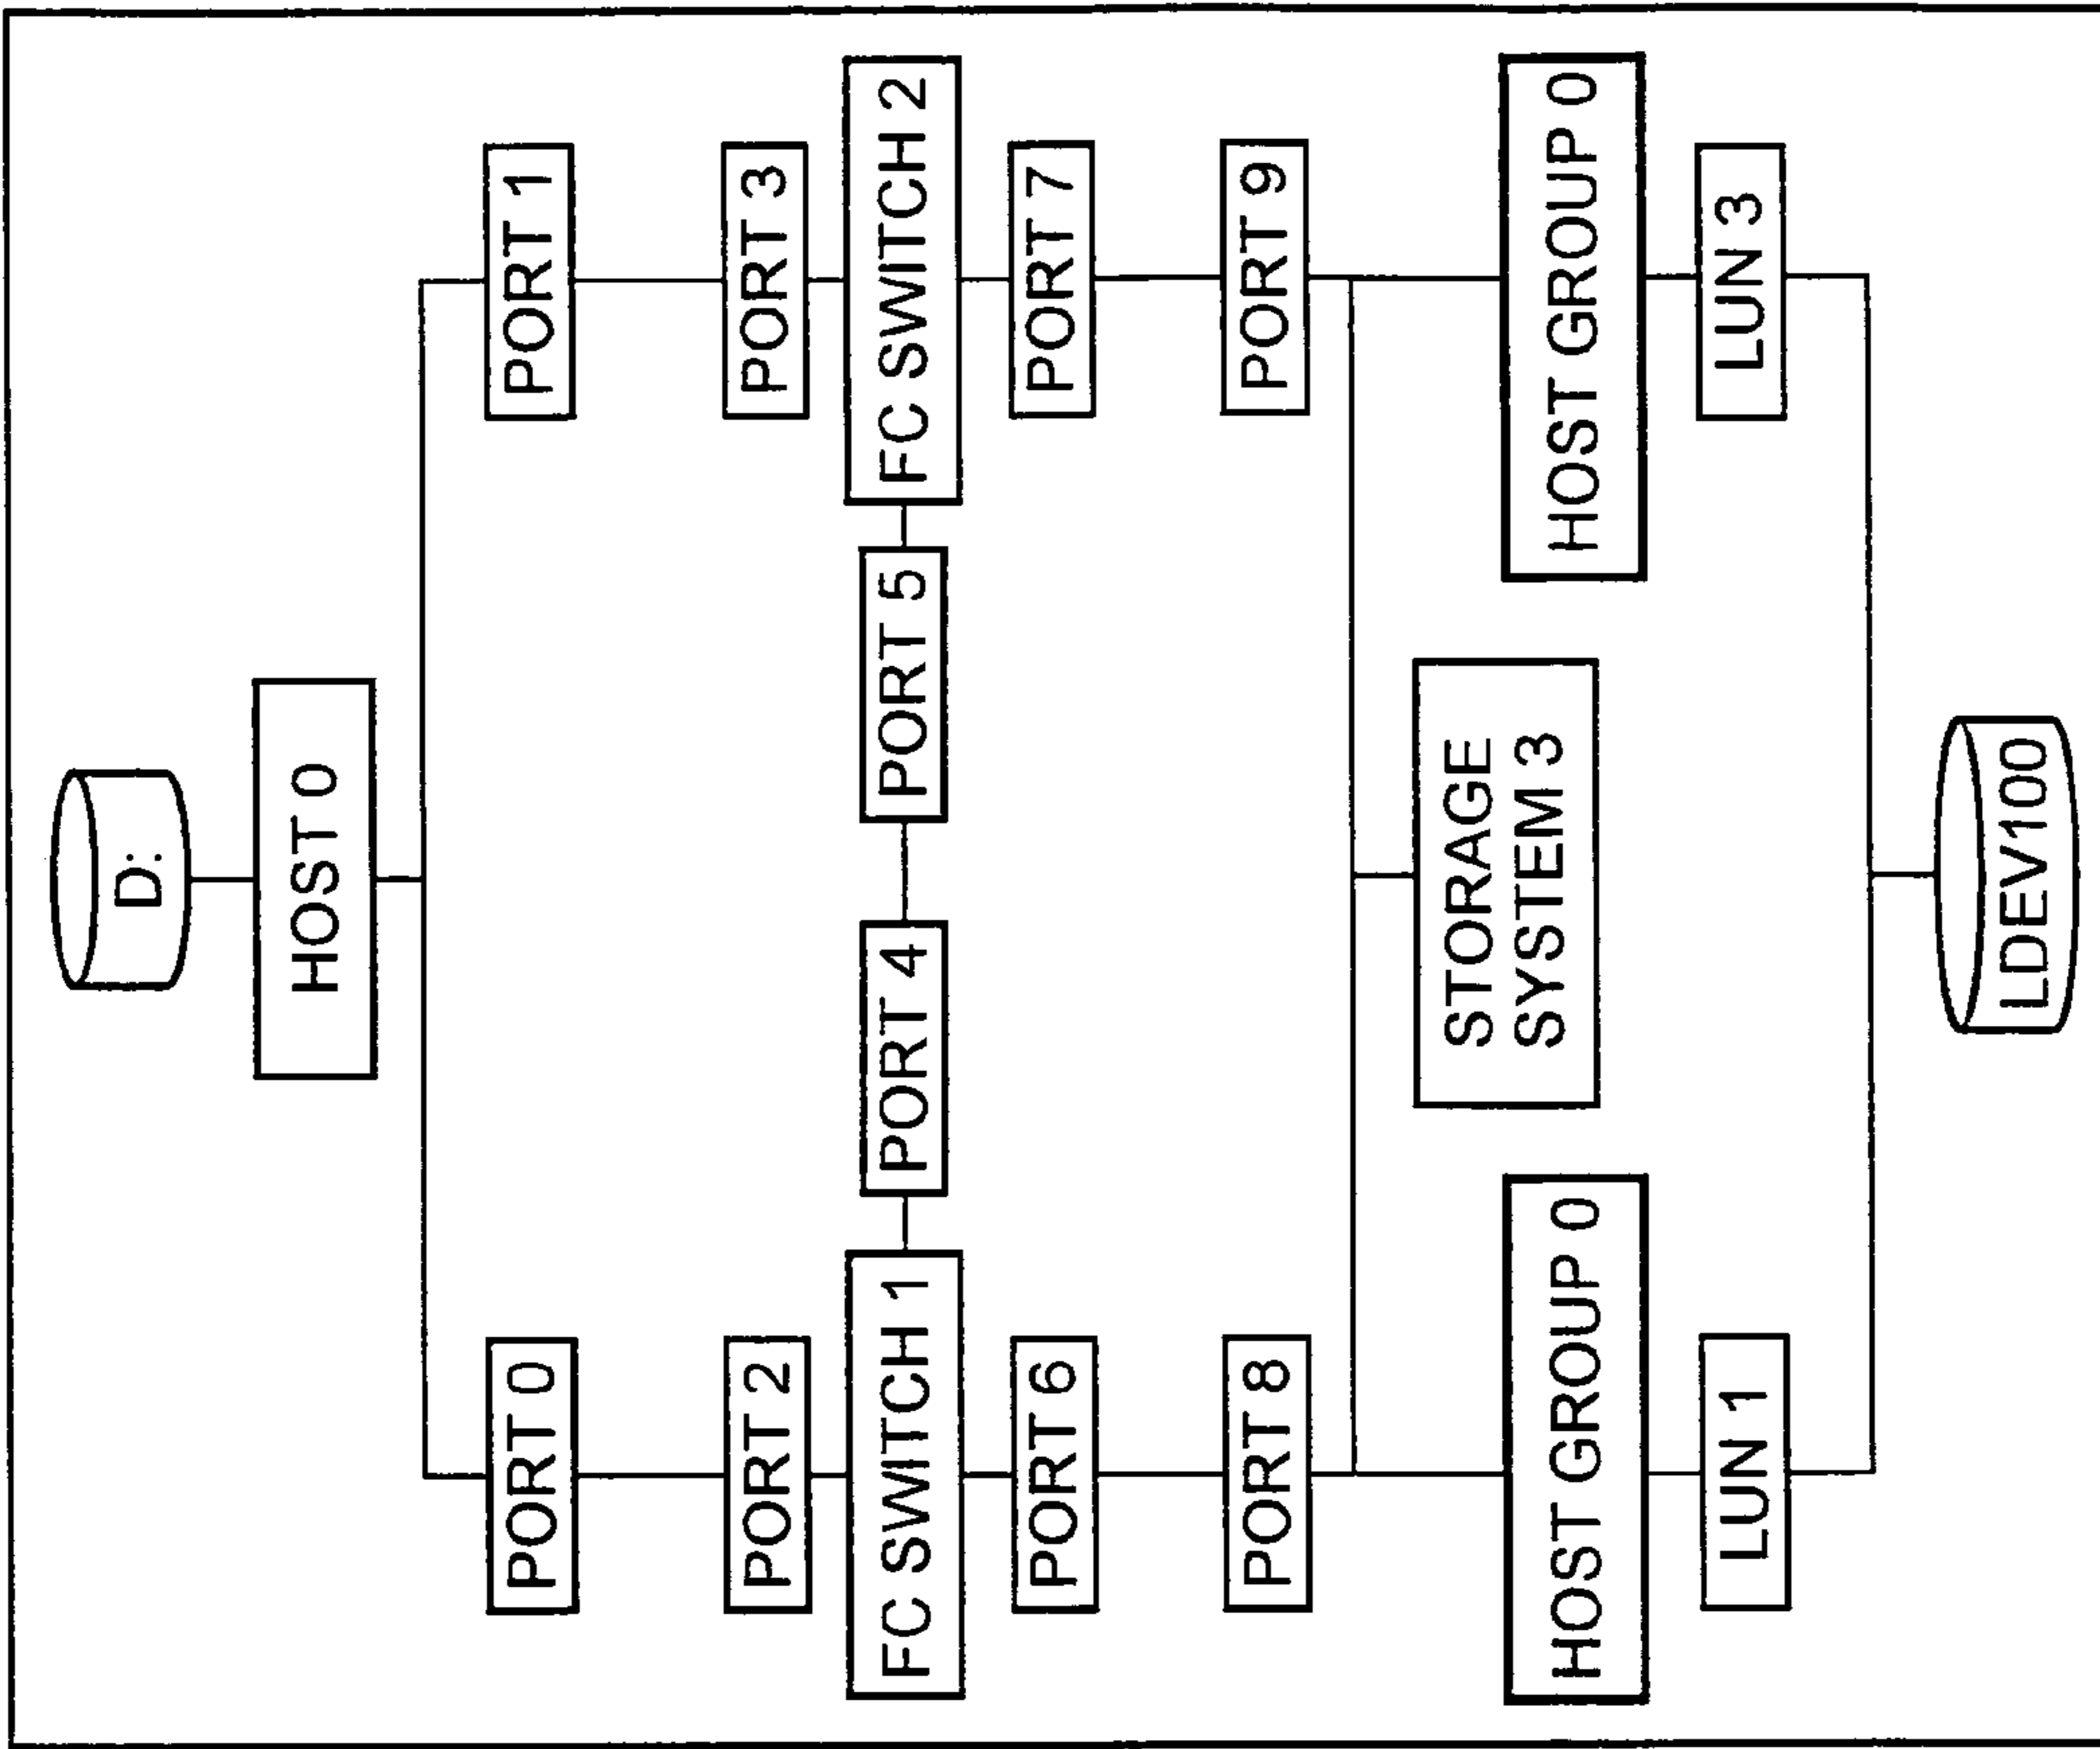 D:
HOST 0
PORT 0
PORT 1
PORT 2
PORT 3
FC SWITCH 1
PORT 4
PORT 5
FC SWITCH 2
PORT 6
PORT 7
PORT 8
PORT 9
STORAGE
SYSTEM 3
HOST GROUP 0
HOST GROUP 0
LUN 1
LUN 3
LDEV100